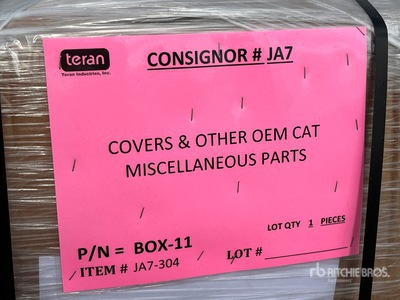 teran
Teran Industries, Inc.
CONSIGNOR # JA7
COVERS & OTHER OEM CAT
MISCELLANEOUS PARTS
LOT QTY 1 PIECES
P/N = BOX-11
ITEM # JA7-304
LOT #
rb RITCHIE BROS.